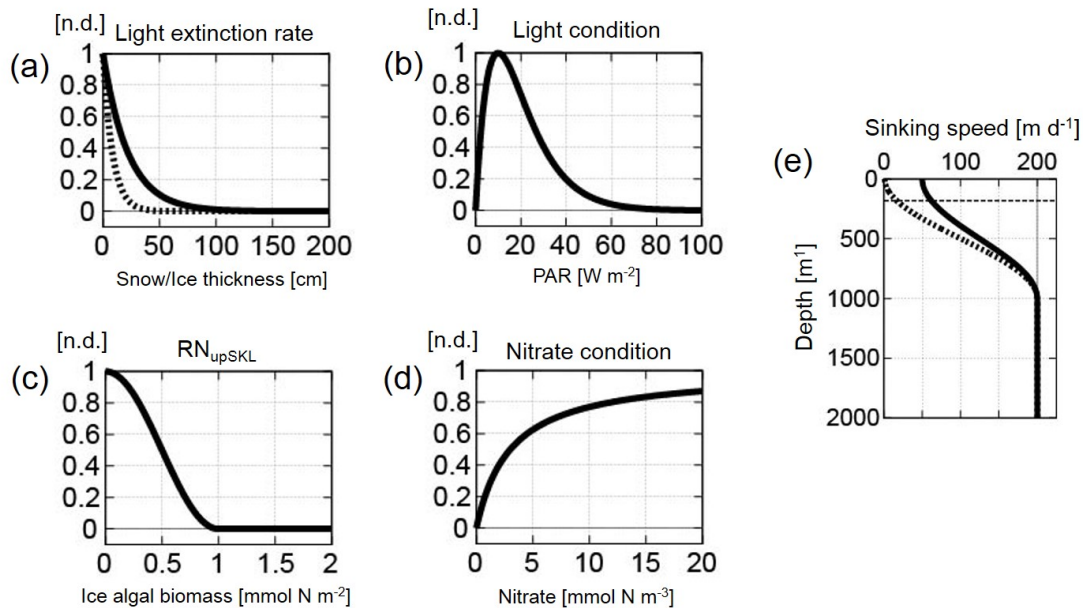 [n.d.]
Light extinction rate
(a)
1
0.8
0.6
0.4
0.2
0
0 50 100 150 200
Snow/Ice thickness [cm]
[n.d.]
Light condition
(b)
1
0.8
0.6
0.4
0.2
0
0 20 40 60 80 100
PAR [W m-2]
[n.d.]
RNupSKL
(c)
1
0.8
0.6
0.4
0.2
0
0 0.5 1 1.5 2
Ice algal biomass [mmol N m-2]
[n.d.]
Nitrate condition
(d)
1
0.8
0.6
0.4
0.2
0
0 5 10 15 20
Nitrate [mmol N m-3]
Sinking speed [m d-1]
(e)
0 100 200
0
500
1000
1500
2000
Depth [m1]